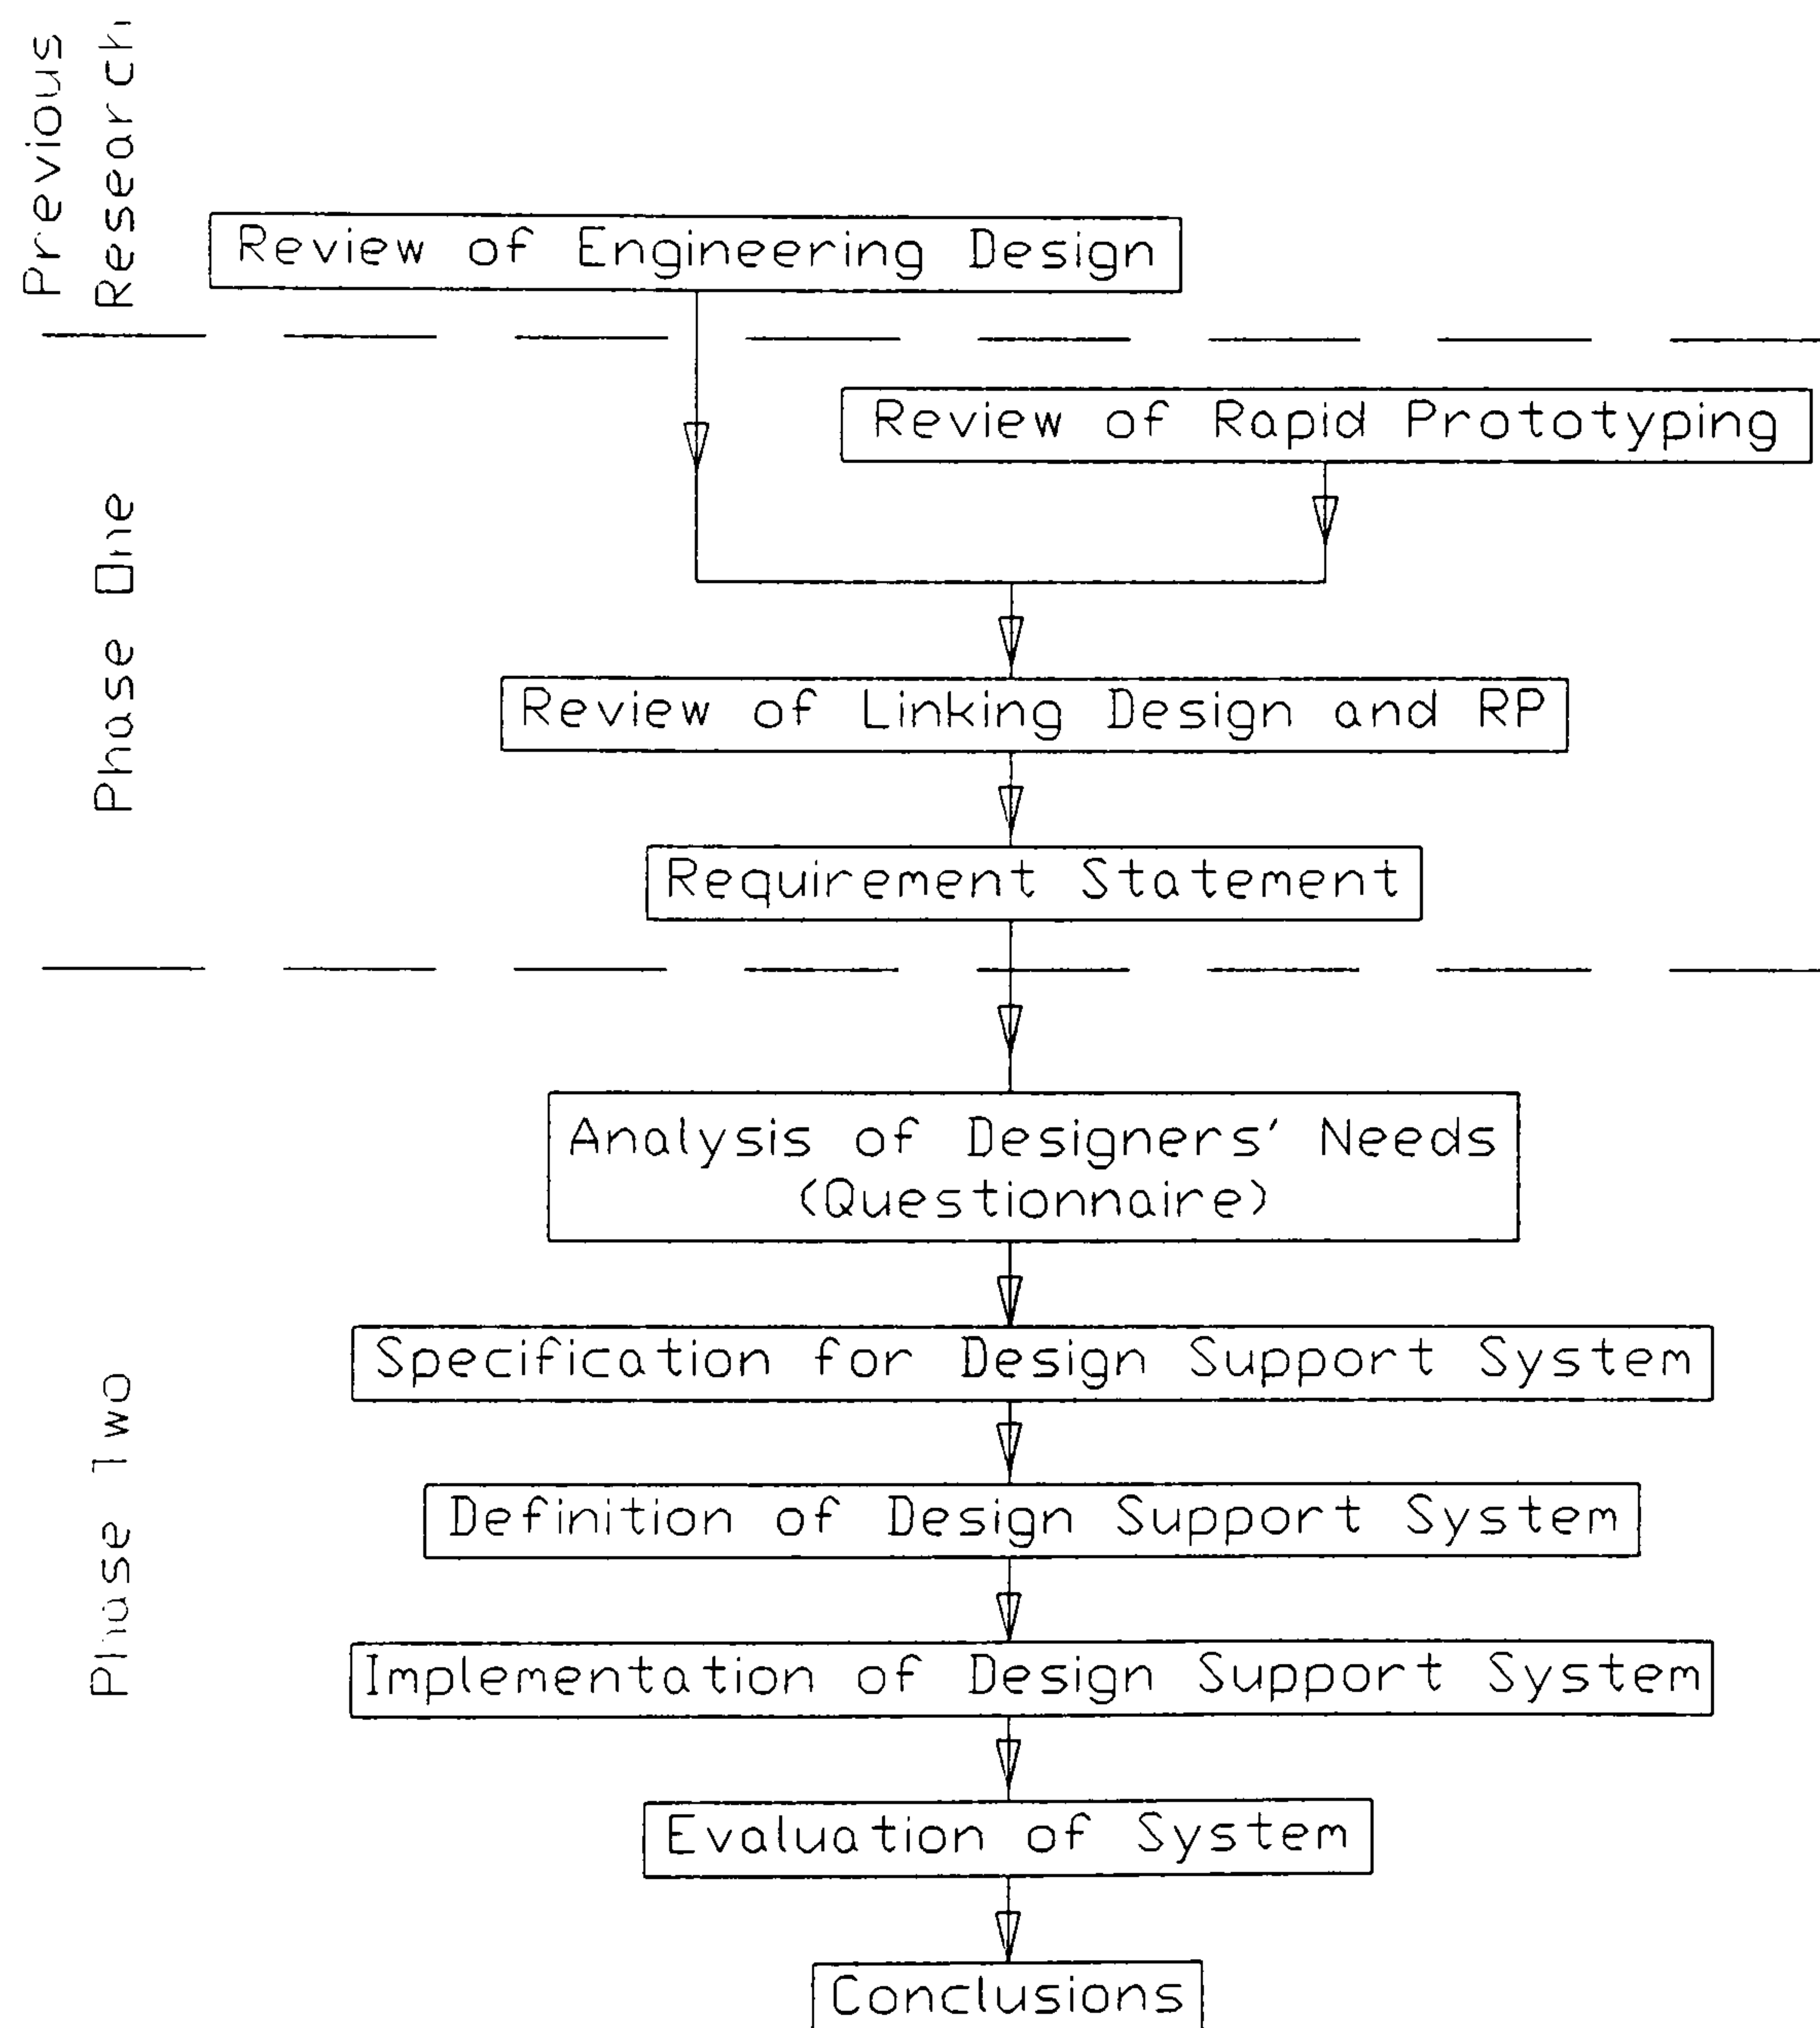 Previous
Research
Review of Engineering Design
Phase One
Review of Rapid Prototyping
Review of Linking Design and RP
Requirement Statement
Phase Two
Analysis of Designers' Needs
(Questionnaire)
Specification for Design Support System
Definition of Design Support System
Implementation of Design Support System
Evaluation of System
Conclusions